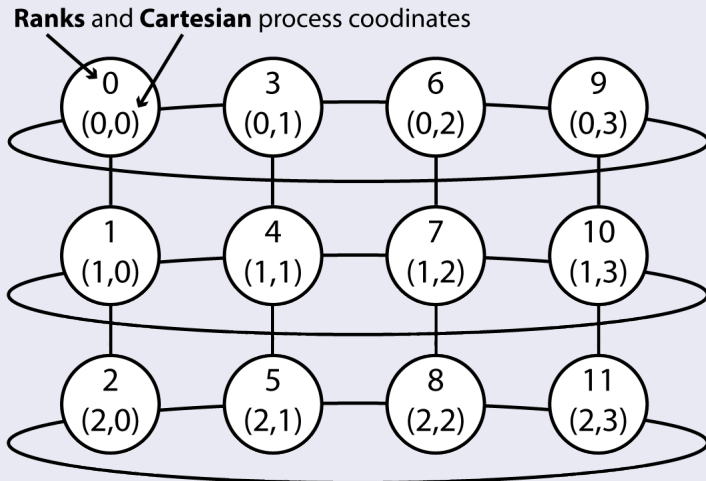 Ranks and Cartesian process coodinates
0 3 6 9
(0,0) (0,1) (0,2) (0,3)
1 4 7 10
(1,0) (1,1) (1,2) (1,3)
2 5 8 11
(2,0) (2,1) (2,2) (2,3)